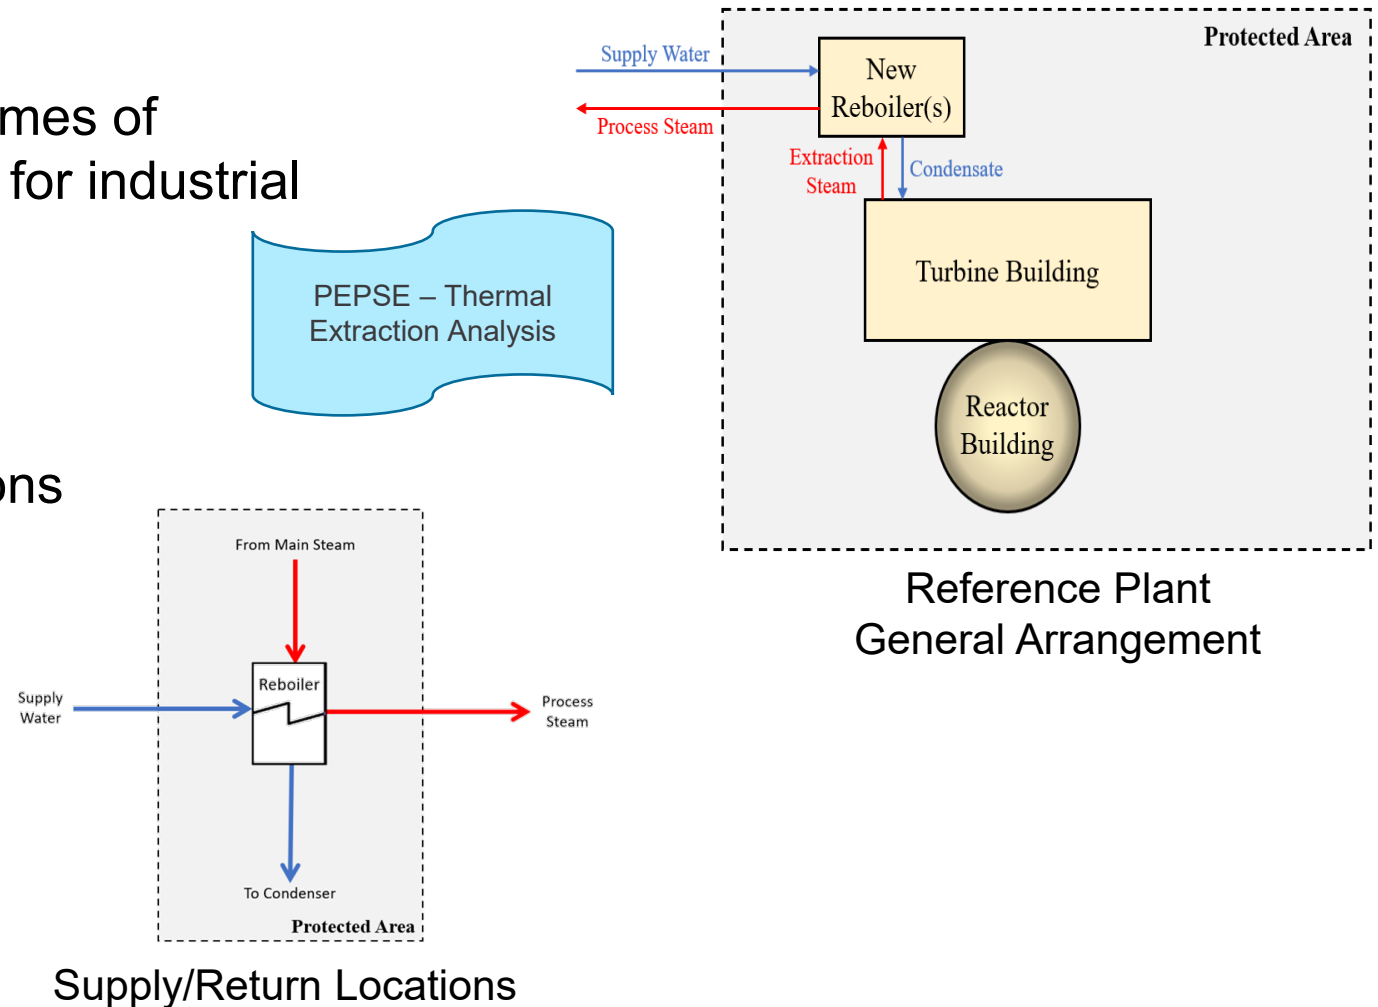 mes of
for industrial
PEPSE – Thermal
Extraction Analysis
ons
Protected Area
Supply Water
New
Reboiler(s)
Process Steam
Extraction
Steam
Condensate
Turbine Building
Reactor
Building
Reference Plant
General Arrangement
From Main Steam
Reboiler
Supply
Water
Process
Steam
To Condenser
Protected Area
Supply/Return Locations